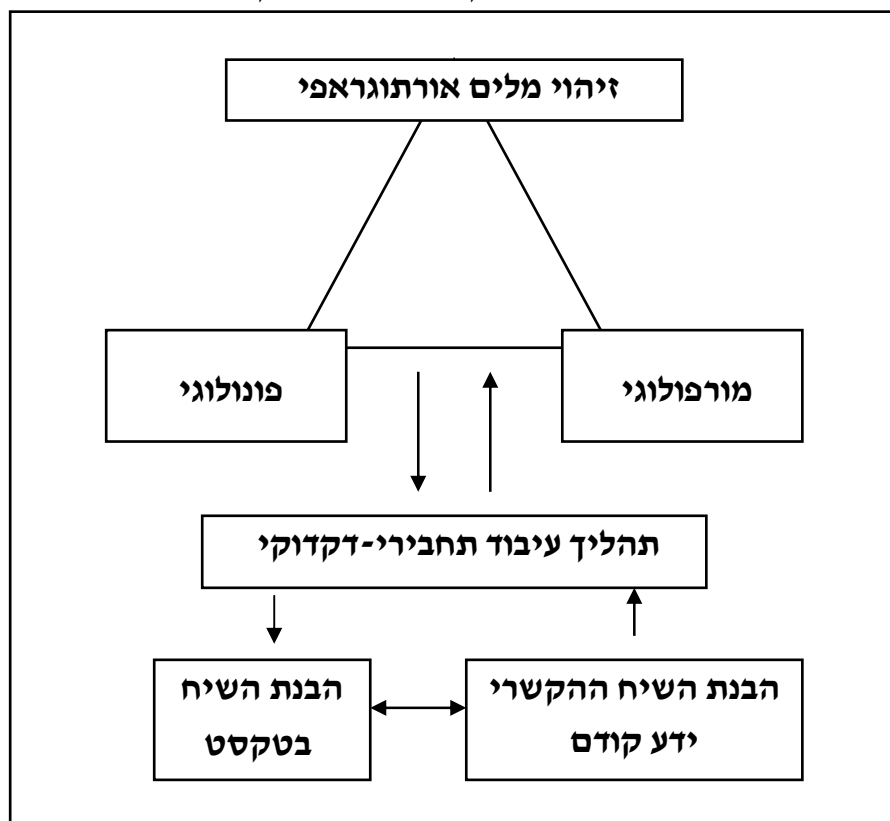 זיהוי מלים אורתוגראפי
מורפולוגי
פונולוגי
תהליך עיבוד תחבירי-דקדוקי
הבנת השיח ההקשרי
ידע קודם
הבנת השיח
בטקסט